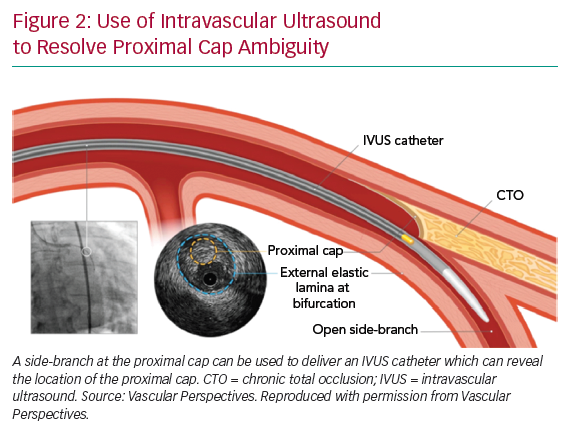 Figure 2: Use of Intravascular Ultrasound
to Resolve Proximal Cap Ambiguity
IVUS catheter
CTO
Proximal cap
External elastic
lamina at
bifurcation
Open side-branch
A side-branch at the proximal cap can be used to deliver an IVUS catheter which can reveal
the location of the proximal cap. CTO = chronic total occlusion; IVUS = intravascular
ultrasound. Source: Vascular Perspectives. Reproduced with permission from Vascular
Perspectives.